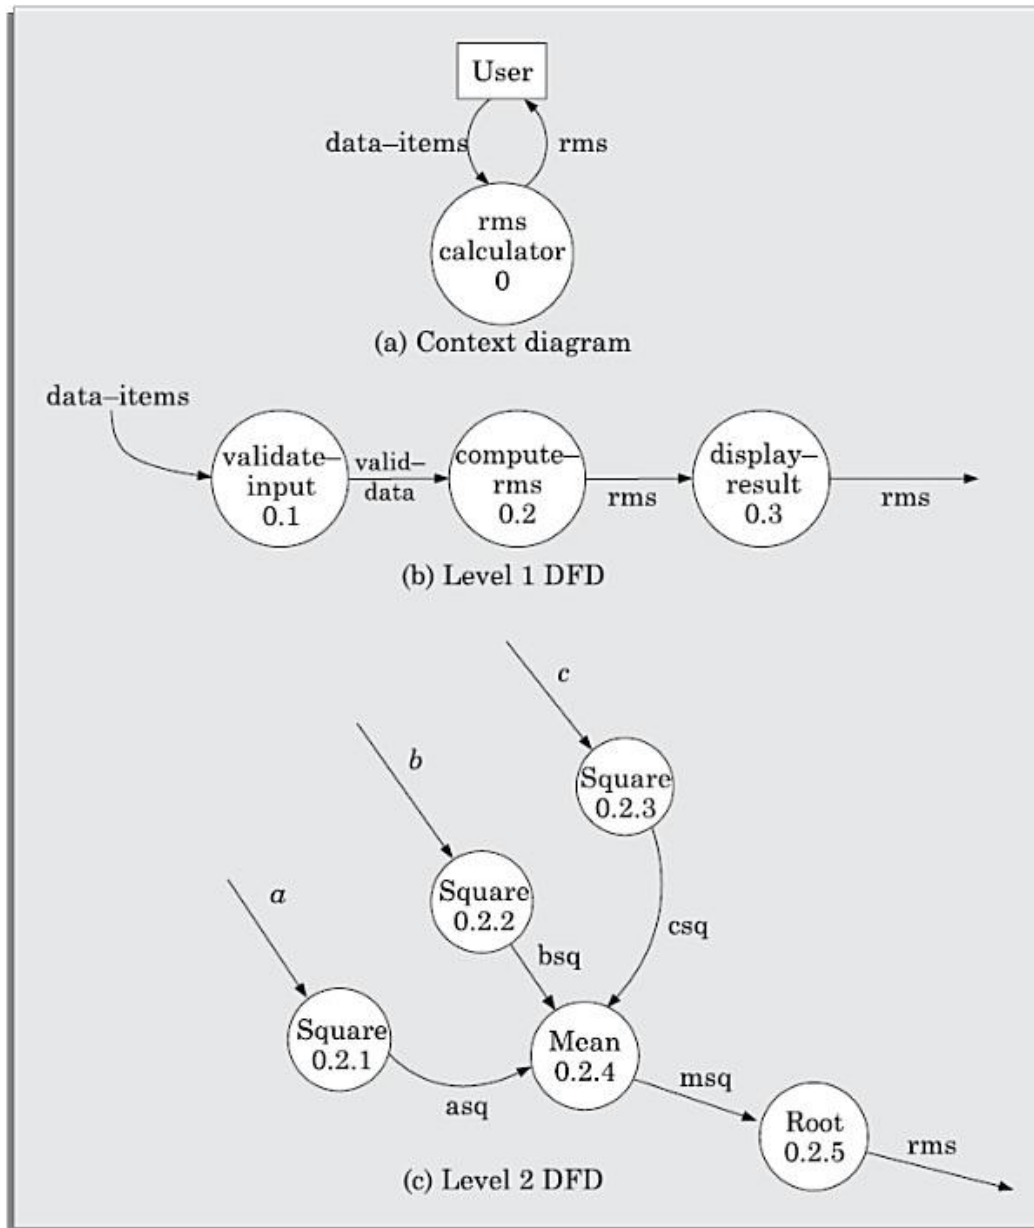 User
data–items
rms
rms
calculator
0
(a) Context diagram
data–items
validate–
input
0.1
valid–
data
compute–
rms
0.2
rms
display–
result
0.3
rms
(b) Level 1 DFD
c
Square
0.2.3
b
Square
0.2.2
csq
a
bsq
Square
0.2.1
Mean
0.2.4
asq
msq
Root
0.2.5
rms
(c) Level 2 DFD